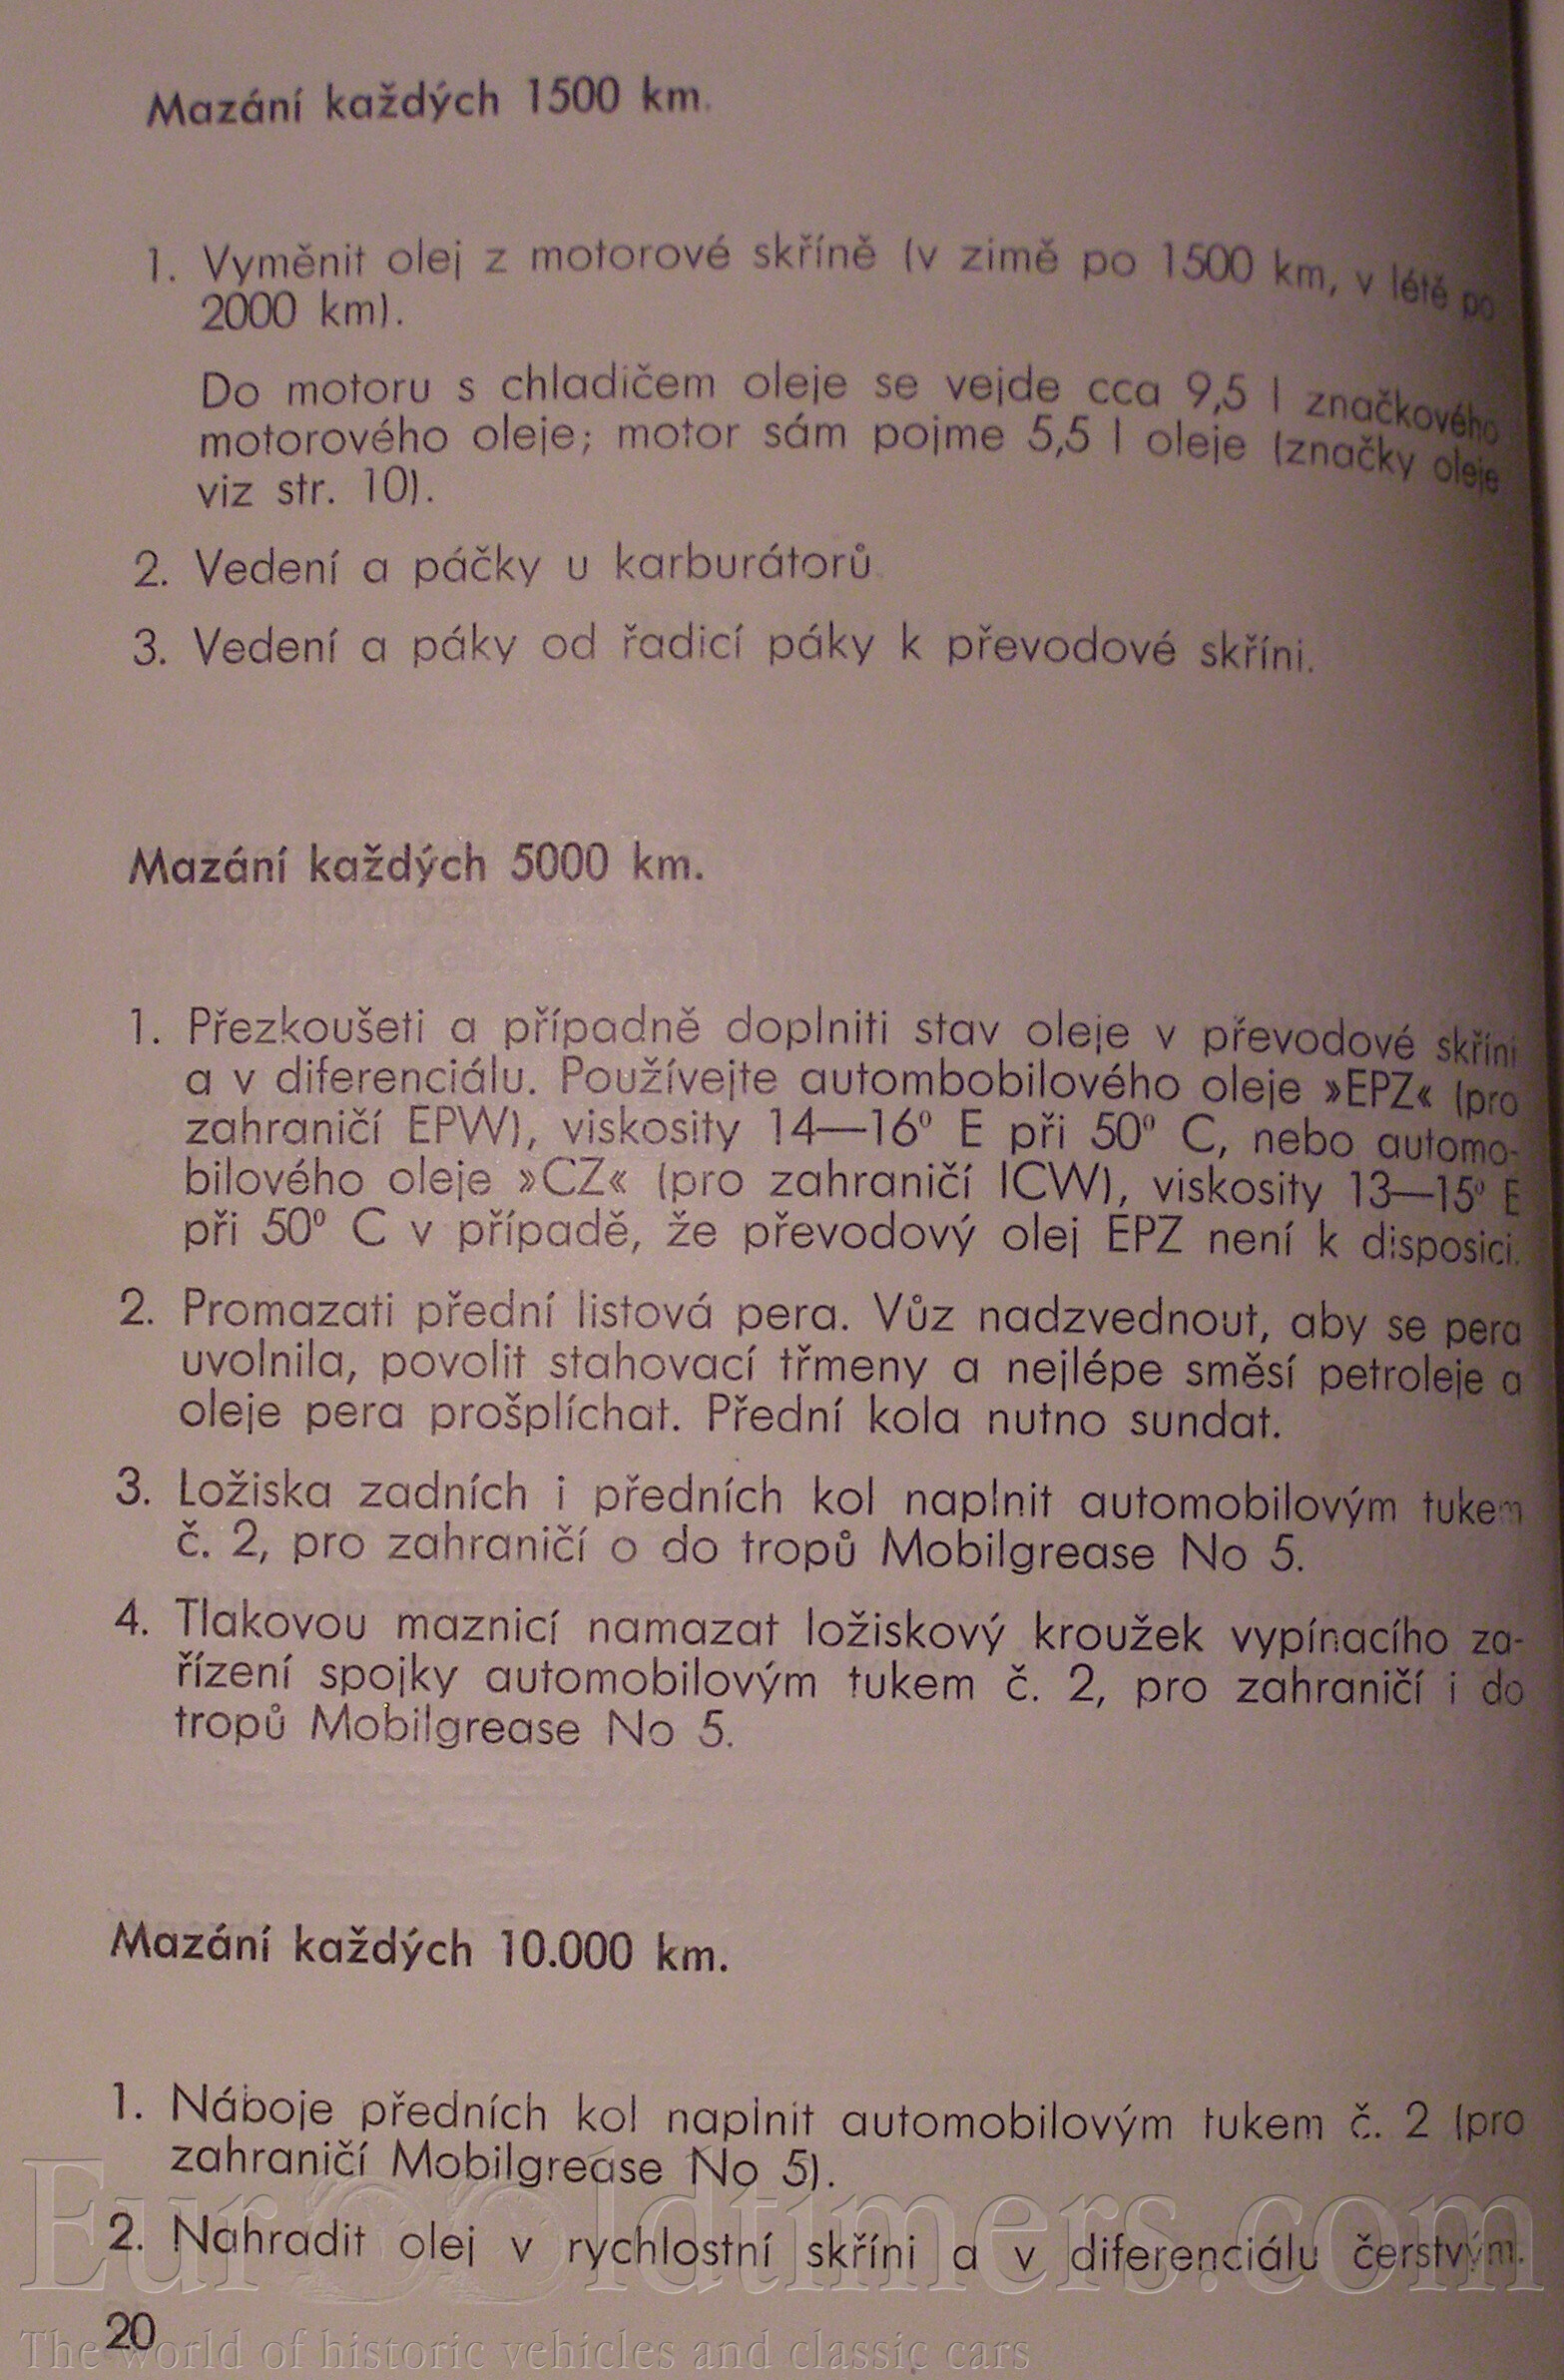 Mazání každých 1500 km.
1. Vyměnit olej z motorové skříně (v zimě po 1500 km, v létě po
2000 km).
Do motoru s chladičem oleje se vejde cca 9,5 l značkového
motorového oleje; motor sám pojme 5,5 l oleje (značky oleje
viz str. 10).
2. Vedení a páčky u karburátorů.
3. Vedení a páky od řadicí páky k převodové skříni.
Mazání každých 5000 km.
1. Přezkoušeti a případně doplniti stav oleje v převodové skříni
a v diferenciálu. Používejte autombobilového oleje »EPZ« (pro
zahraničí EPW), viskosity 14—16⁰ E při 50⁰ C, nebo automo-
bilového oleje »CZ« (pro zahraničí ICW), viskosity 13—15⁰ E
při 50⁰ C v případě, že převodový olej EPZ není k disposici.
2. Promazati přední listová pera. Vůz nadzvednout, aby se pera
uvolnila, povolit stahovací třmeny a nejlépe směsí petroleje a
oleje pera prošplíchat. Přední kola nutno sundat.
3. Ložiska zadních i předních kol naplnit automobilovým tukem
č. 2, pro zahraničí o do tropů Mobilgrease No 5.
4. Tlakovou maznicí namazat ložiskový kroužek vypínacího za-
řízení spojky automobilovým tukem č. 2, pro zahraničí i do
tropů Mobilgrease No 5.
Mazání každých 10.000 km.
1. Náboje předních kol naplnit automobilovým tukem č. 2 (pro
zahraničí Mobilgrease No 5).
2. Nahradit olej v rychlostní skříni a v diferenciálu čerstvým.
EurOOldtimers.com
20
The world of historic vehicles and classic cars